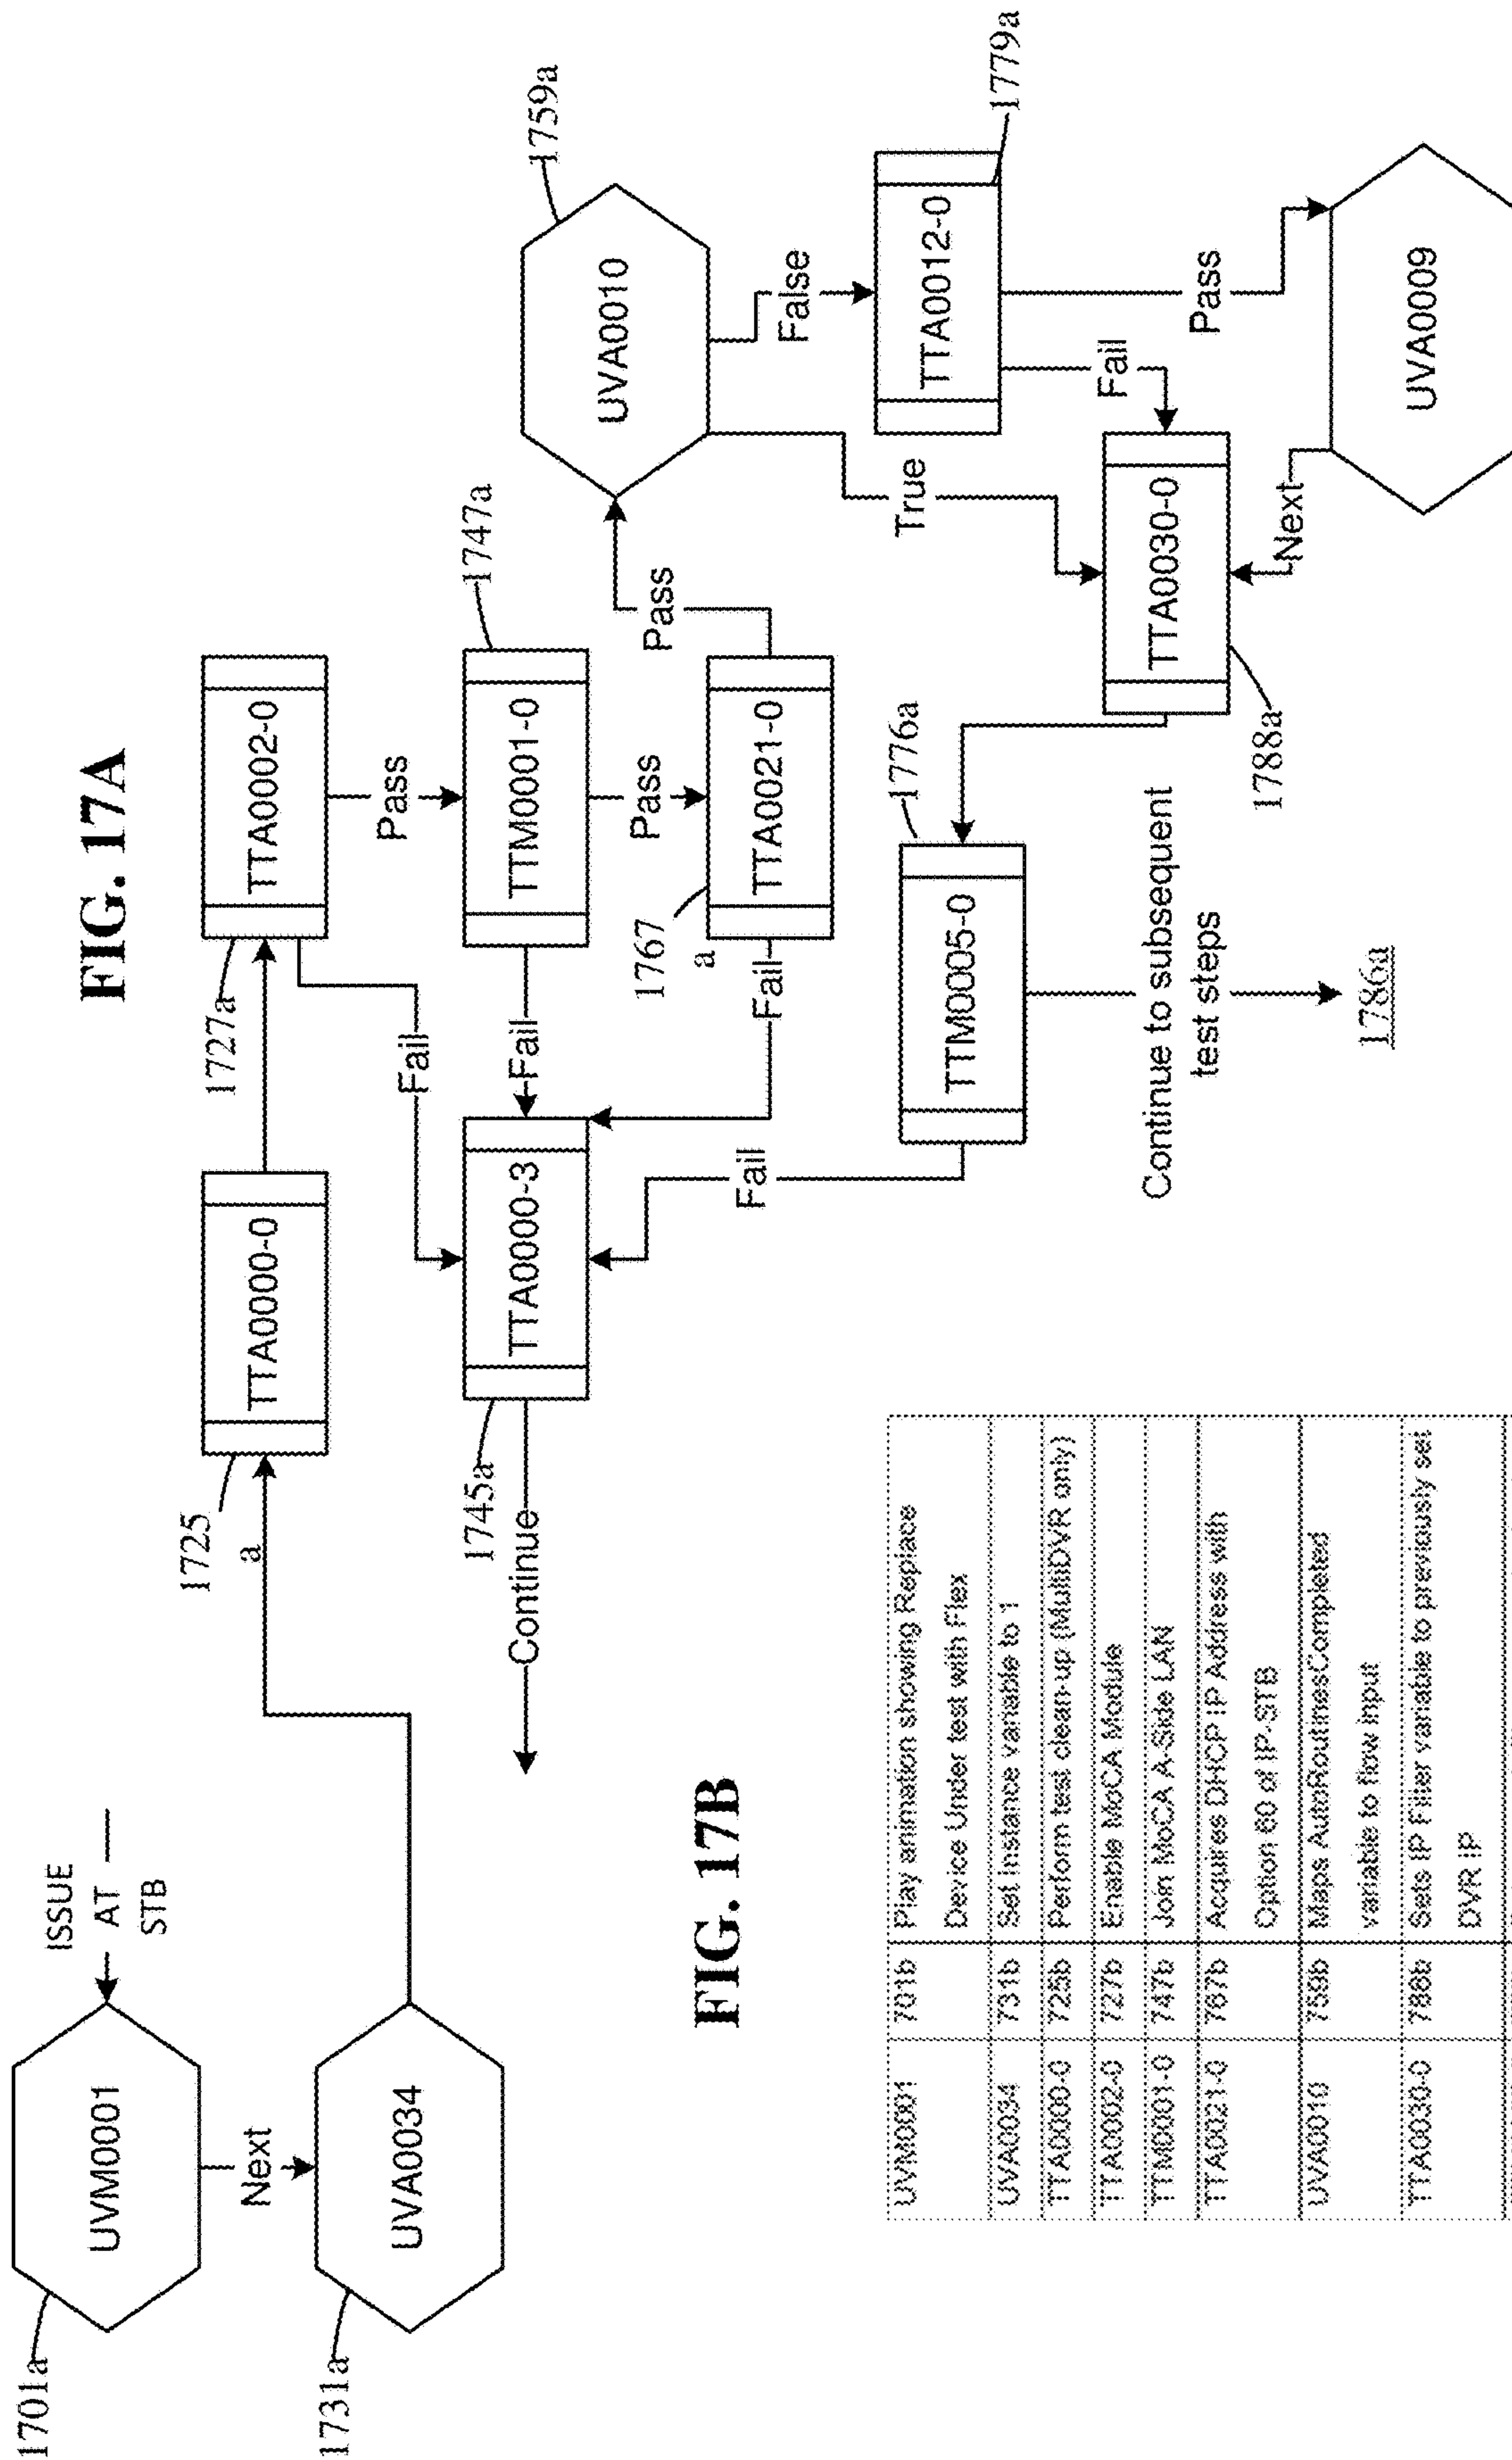 FIG. 17A
1701a
UVM0001
ISSUE
AT
STB
Next
1731a
UVA0034
1725
a
TTA0000-0
1727a
TTA0002-0
Pass
Fail
1745a
TTA0000-3
Continue
Fail
TTM0001-0
1747a
Pass
1767
a
TTA0021-0
Fail
Pass
UVA0010
1759a
True
False
TTA0012-0
1779a
Fail
Pass
TTA0030-0
1788a
Next
UVA0009
1776a
TTM0005-0
Fail
Continue to subsequent
test steps
1786a
FIG. 17B
UVM0001 701b Play animation showing Replace
Device Under test with Flex
UVA0034 731b Set Instance variable to 1
TTA0000-0 725b Perform test clean-up (MultiDVR only)
TTA0002-0 727b Enable MoCA Module
TTM0001-0 747b Join MoCA A-Side LAN
TTA0021-0 767b Acquires DHCP IP Address with
Option 60 of IP-STB
UVA0010 759b Maps AutoRoutinesCompleted
variable to flow input
TTA0030-0 788b Sets IP Filter variable to previously set
DVR IP